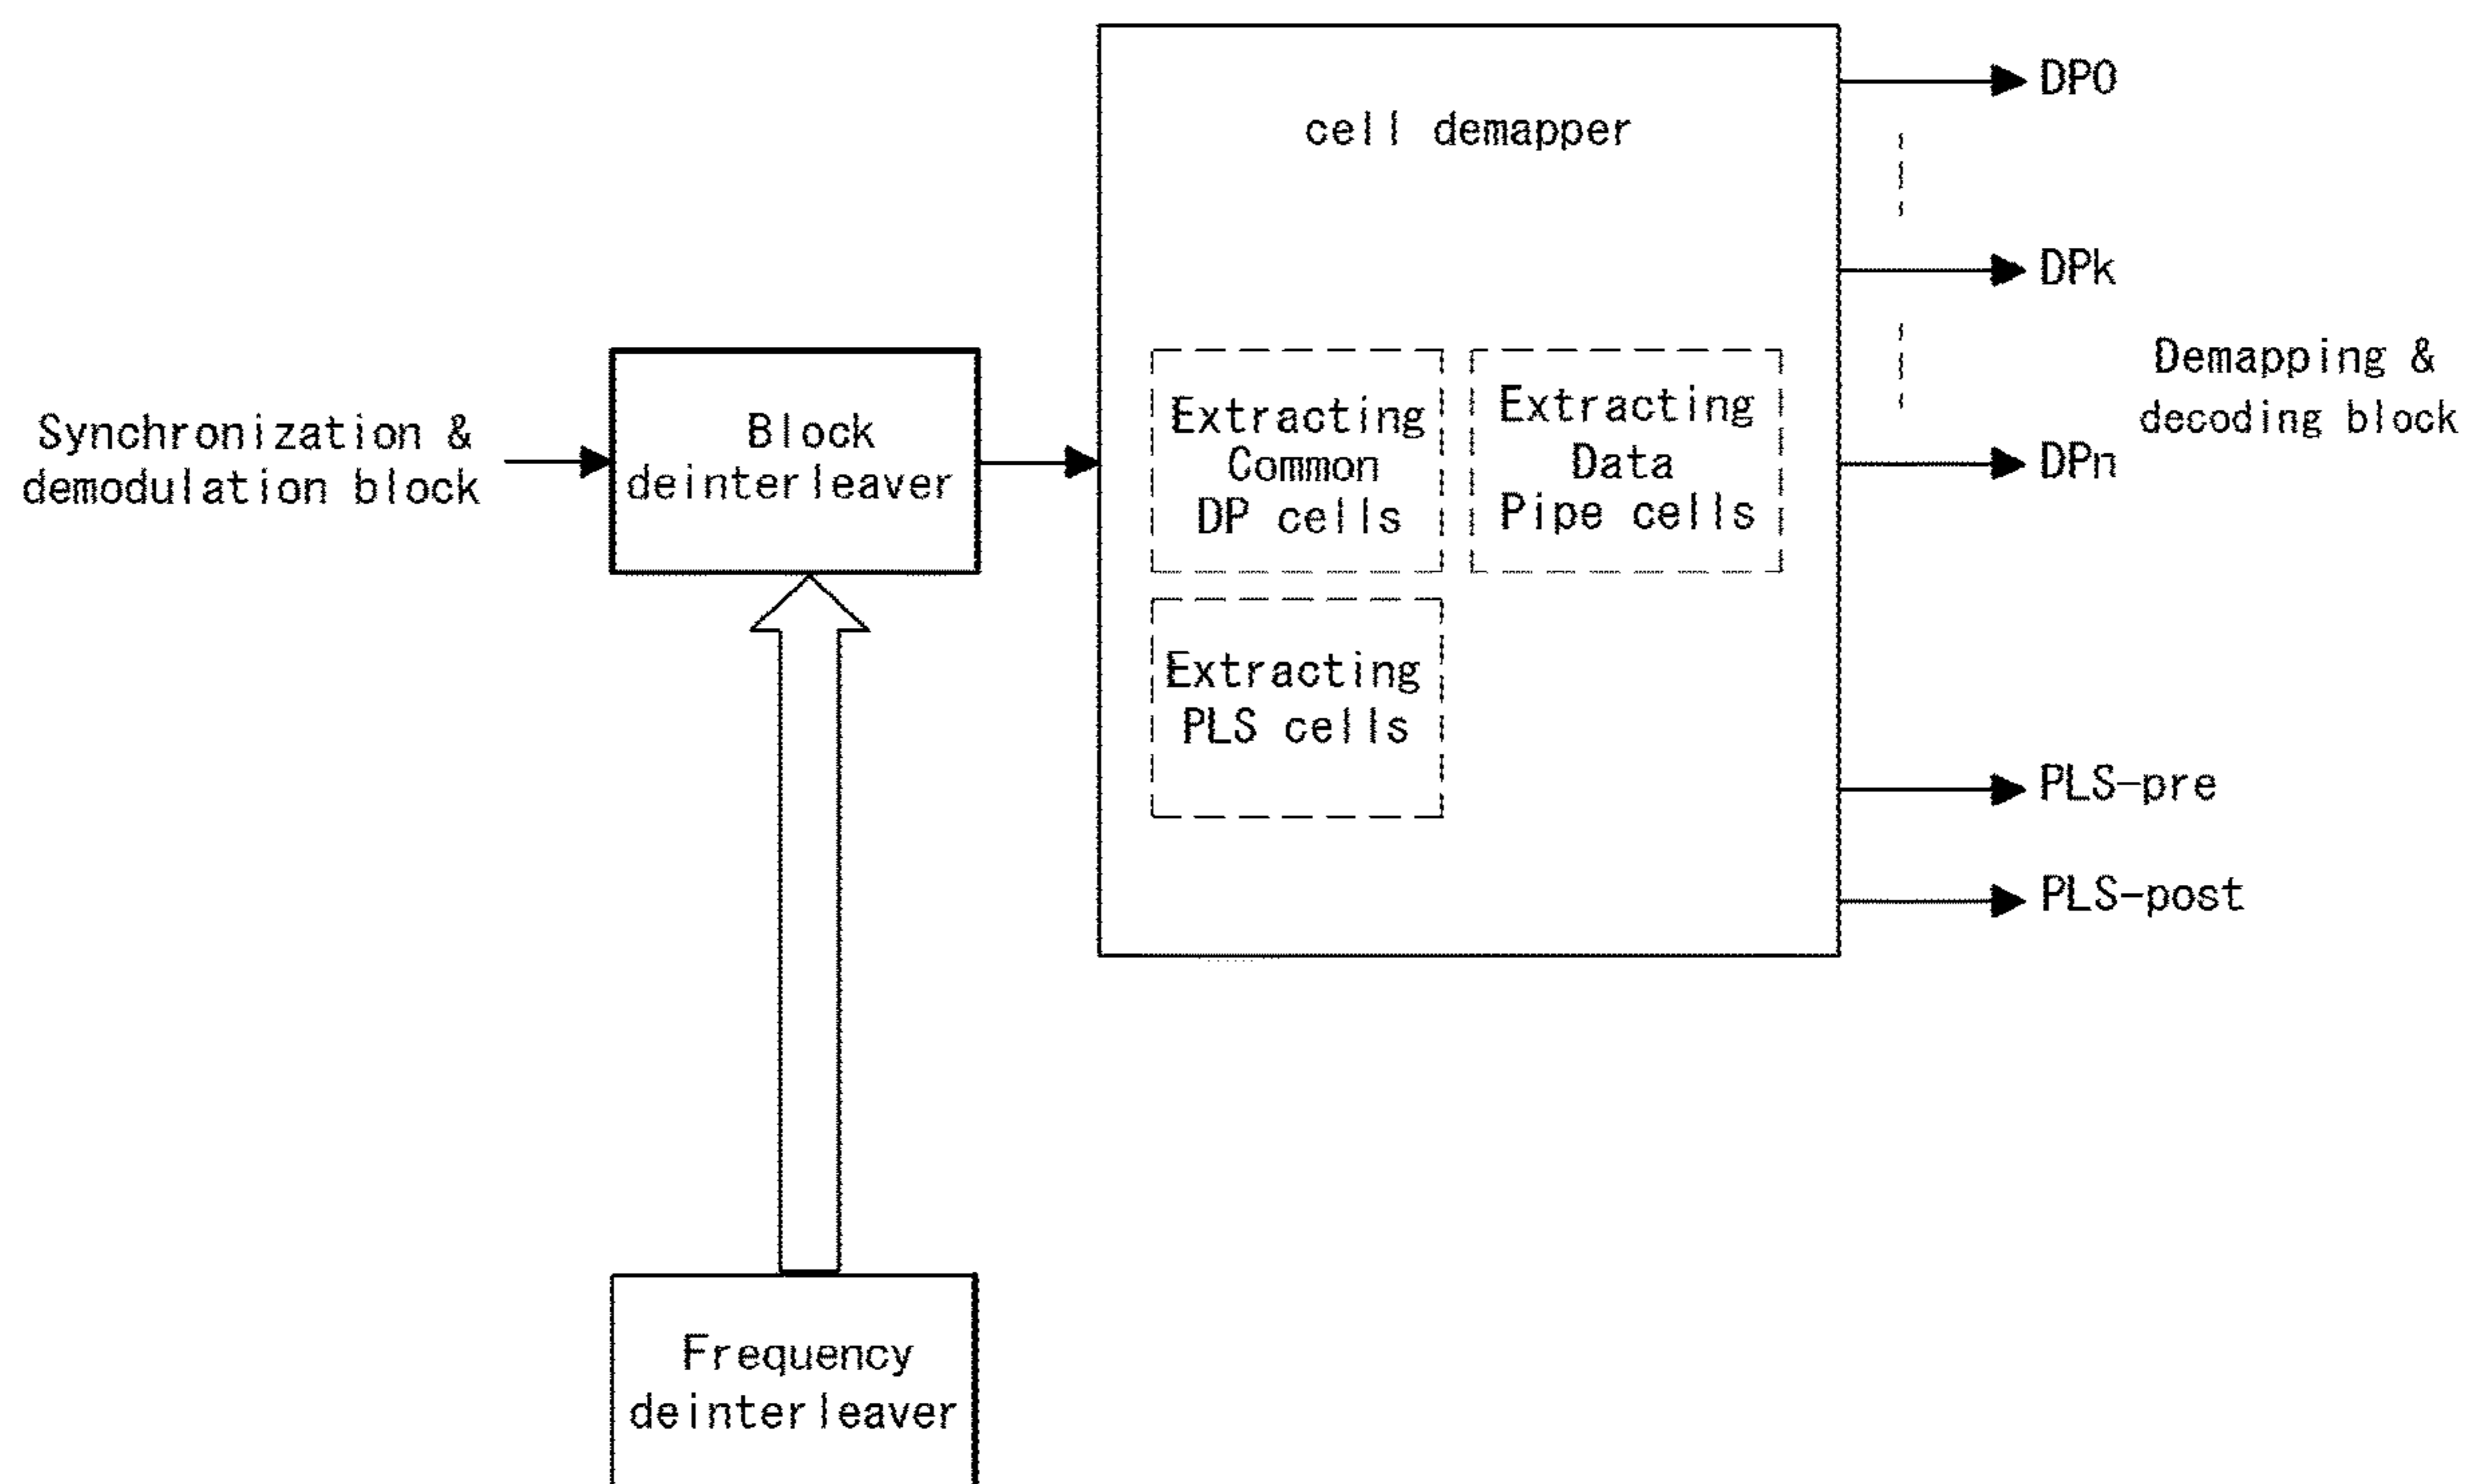 Synchronization &
demodulation block
Block
deinterleaver
Frequency
deinterleaver
cell demapper
Extracting
Common
DP cells
Extracting
Data
Pipe cells
Extracting
PLS cells
DP0
DPk
DPn
PLS-pre
PLS-post
Demapping &
decoding block